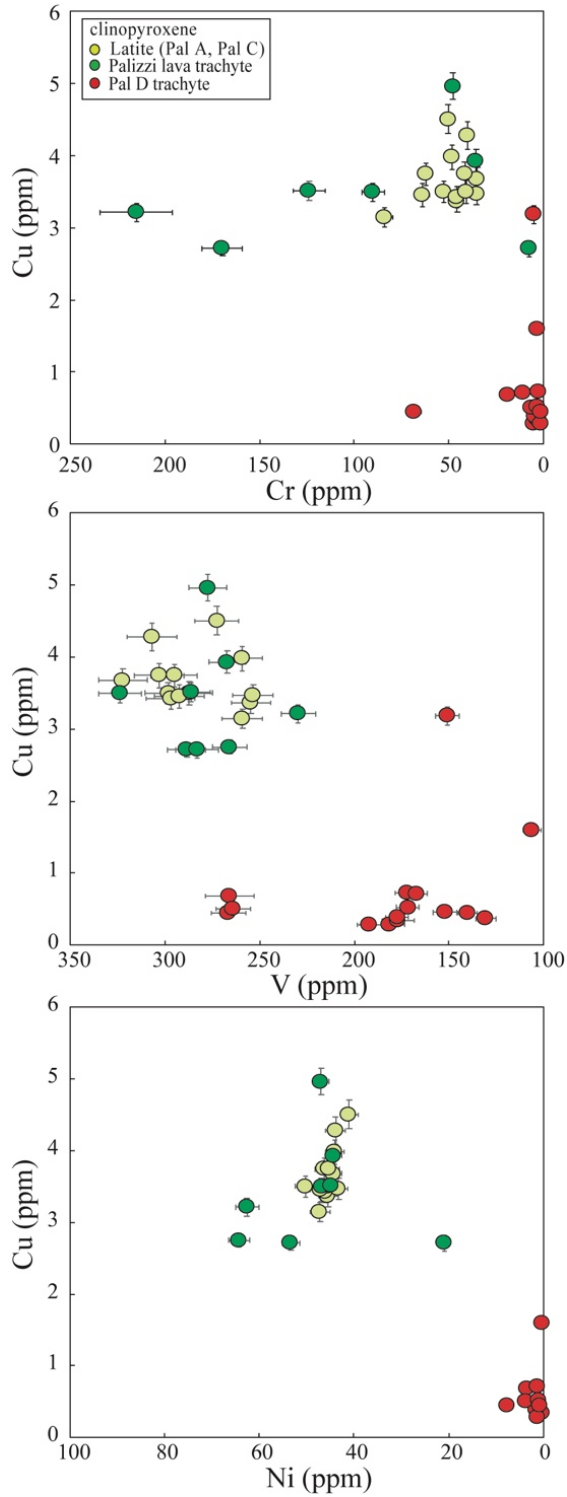 clinopyroxene
Latite (Pal A, Pal C)
Palizzi lava trachyte
Pal D trachyte
6
5
4
3
2
1
0
Cu (ppm)
250 200 150 100 50 0
Cr (ppm)
6
5
4
3
2
1
0
Cu (ppm)
350 300 250 200 150 100
V (ppm)
6
5
4
3
2
1
0
Cu (ppm)
100 80 60 40 20 0
Ni (ppm)